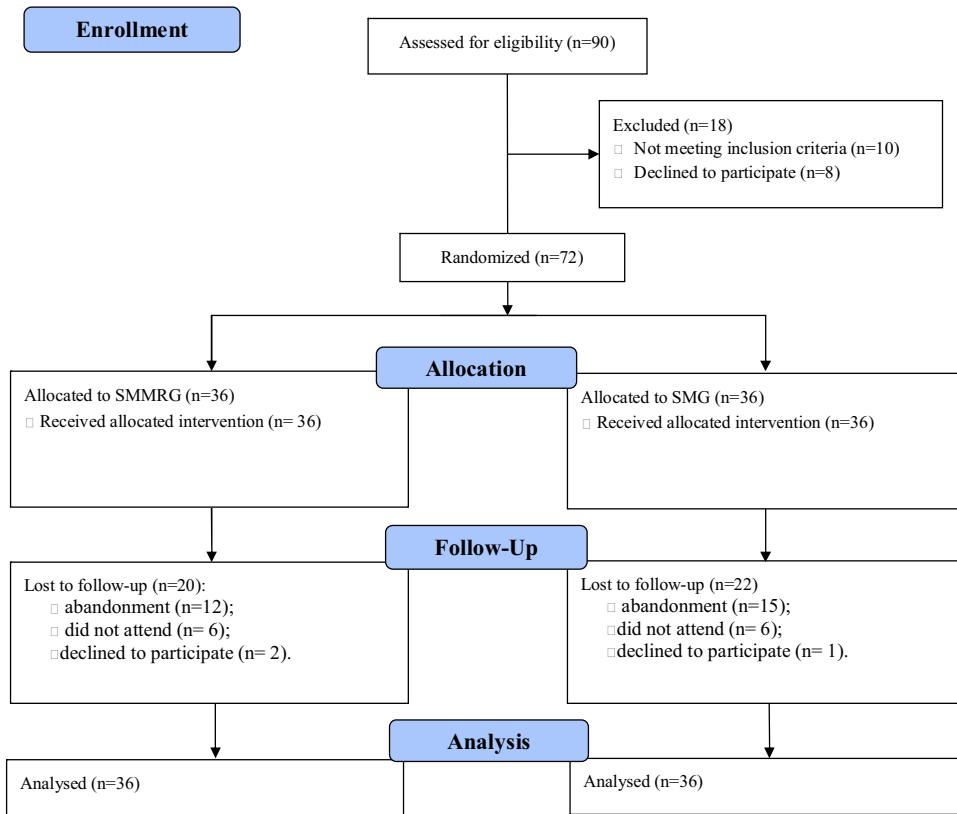 Enrollment
Assessed for eligibility (n=90)
Excluded (n=18)
Not meeting inclusion criteria (n=10)
Declined to participate (n=8)
Randomized (n=72)
Allocation
Allocated to SMMRG (n=36)
Received allocated intervention (n= 36)
Allocated to SMG (n=36)
Received allocated intervention (n=36)
Follow-Up
Lost to follow-up (n=20):
abandonment (n=12);
did not attend (n= 6);
declined to participate (n= 2).
Lost to follow-up (n=22)
abandonment (n=15);
did not attend (n= 6);
declined to participate (n= 1).
Analysis
Analysed (n=36)
Analysed (n=36)